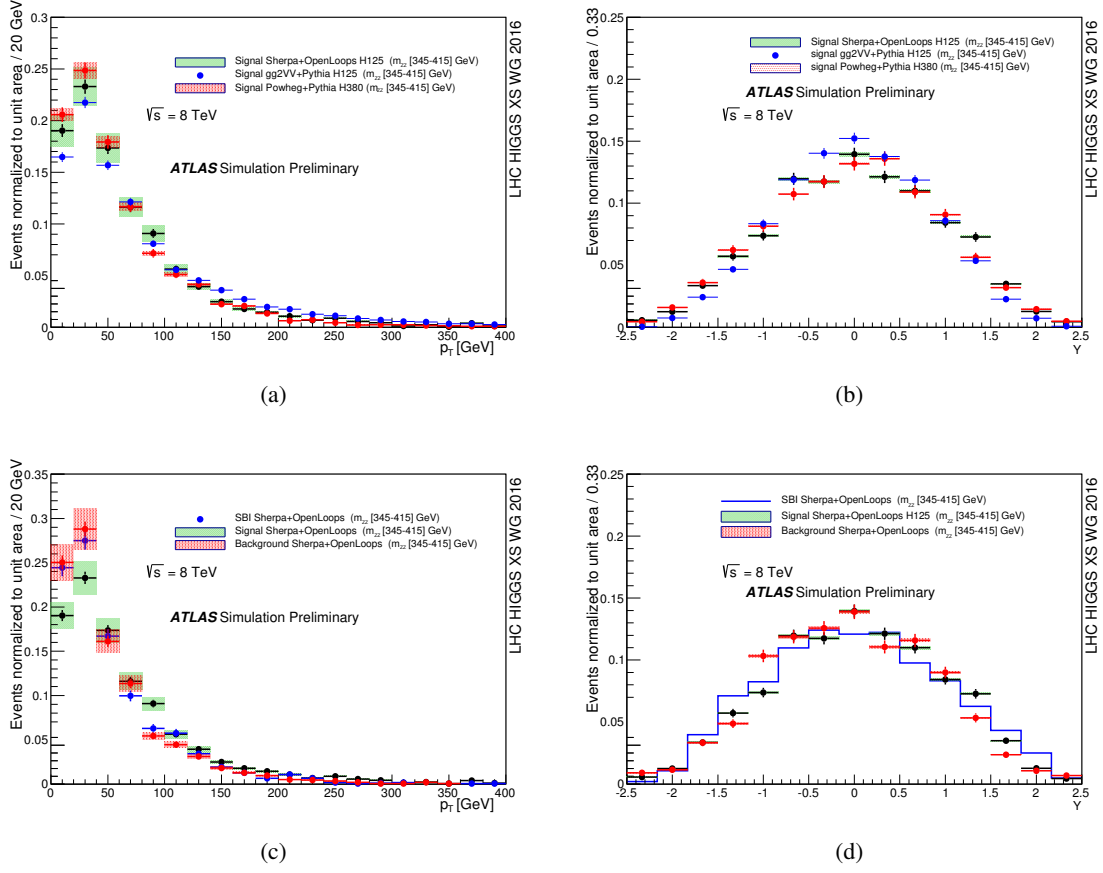 Events normalized to unit area / 20 GeV
0.3
0.25
0.2
0.15
0.1
0.05
0
Signal Sherpa+OpenLoops H125 (m_zz [345-415] GeV)
Signal gg2VV+Pythia H125 (m_zz [345-415] GeV)
Signal Powheg+Pythia H380 (m_zz [345-415] GeV)
√s = 8 TeV
ATLAS Simulation Preliminary
0 50 100 150 200 250 300 350 400
p_T [GeV]
LHC HIGGS XS WG 2016
(a)
Events normalized to unit area / 0.33
0.25
0.2
0.15
0.1
0.05
0
Signal Sherpa+OpenLoops H125 (m_zz [345-415] GeV)
signal gg2VV+Pythia H125 (m_zz [345-415] GeV)
signal Powheg+Pythia H380 (m_zz [345-415] GeV)
ATLAS Simulation Preliminary
√s = 8 TeV
-2.5 -2 -1.5 -1 -0.5 0 0.5 1 1.5 2 2.5
Y
LHC HIGGS XS WG 2016
(b)
Events normalized to unit area / 20 GeV
0.35
0.3
0.25
0.2
0.15
0.1
0.05
0
SBI Sherpa+OpenLoops (m_zz [345-415] GeV)
Signal Sherpa+OpenLoops (m_zz [345-415] GeV)
Background Sherpa+OpenLoops (m_zz [345-415] GeV)
√s = 8 TeV
ATLAS Simulation Preliminary
0 50 100 150 200 250 300 350 400
p_T [GeV]
LHC HIGGS XS WG 2016
(c)
Events normalized to unit area / 0.33
0.25
0.2
0.15
0.1
0.05
0
SBI Sherpa+OpenLoops (m_zz [345-415] GeV)
Signal Sherpa+OpenLoops H125 (m_zz [345-415] GeV)
Background Sherpa+OpenLoops (m_zz [345-415] GeV)
√s = 8 TeV
ATLAS Simulation Preliminary
-2.5 -2 -1.5 -1 -0.5 0 0.5 1 1.5 2 2.5
Y
LHC HIGGS XS WG 2016
(d)